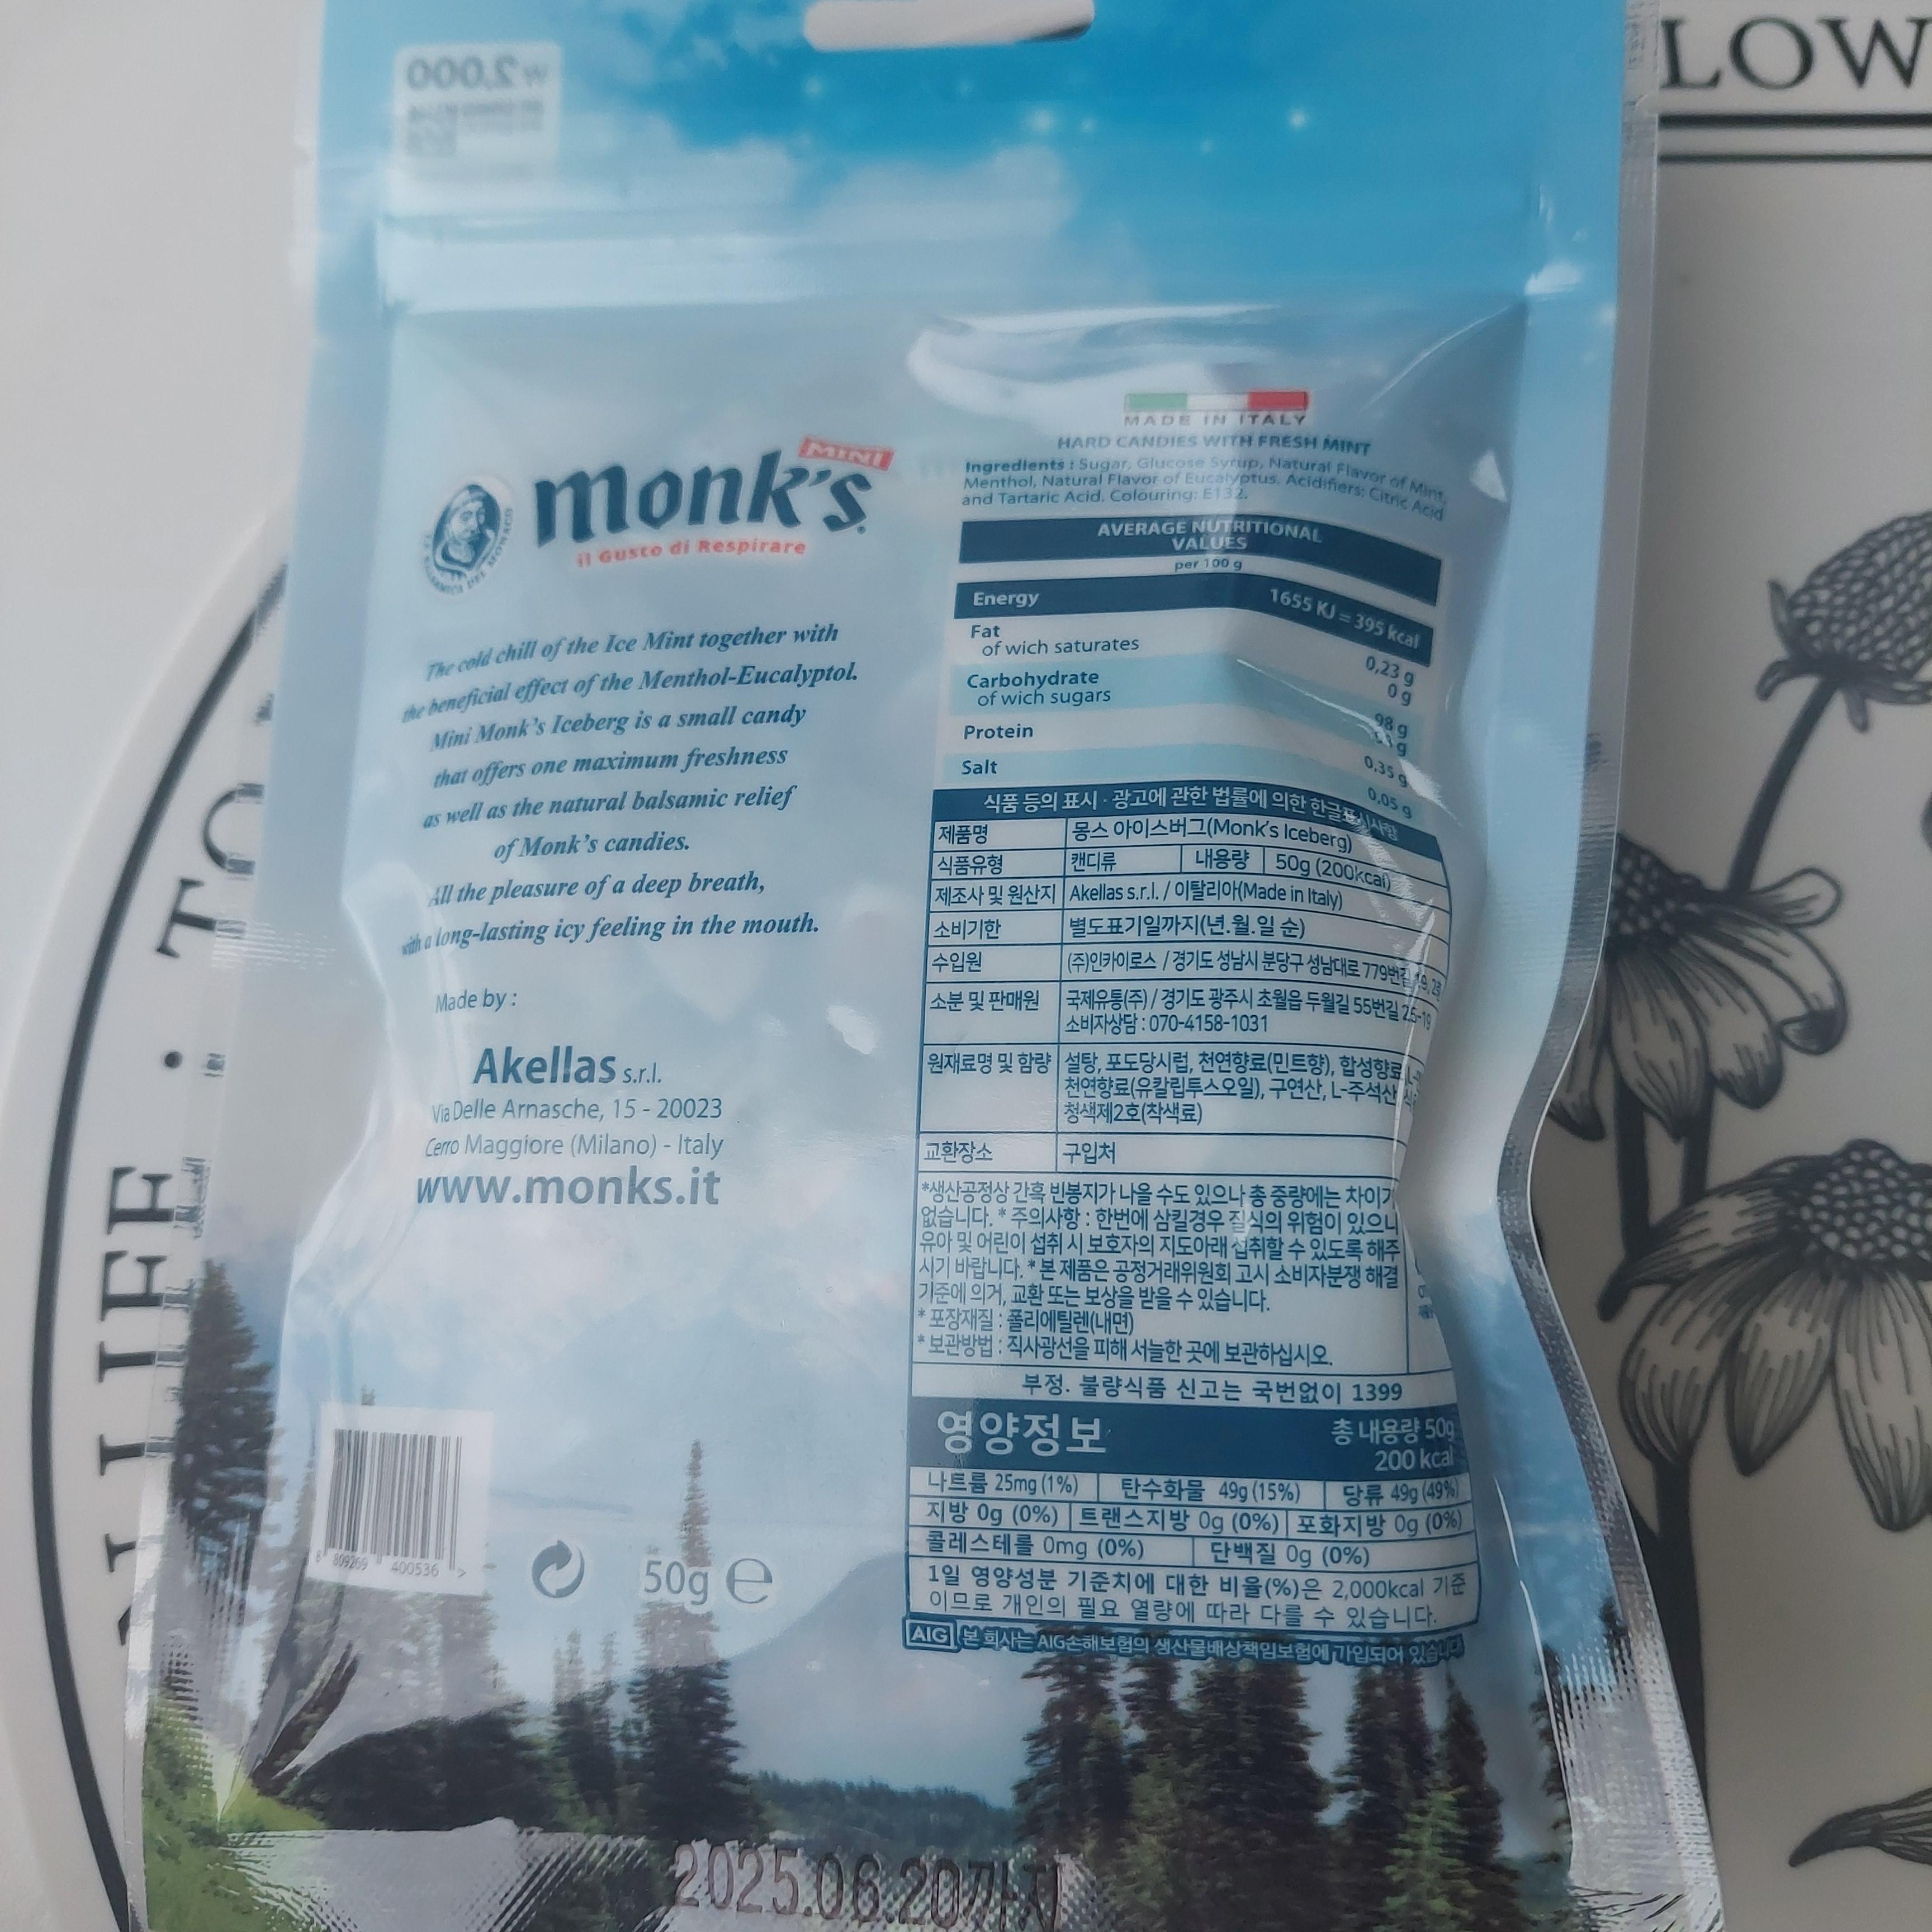 ₩2,000
MINI
monk's
il Gusto di Respirare
The cold chill of the Ice Mint together with
the beneficial effect of the Menthol-Eucalyptol.
Mini Monk's Iceberg is a small candy
that offers one maximum freshness
as well as the natural balsamic relief
of Monk's candies.
All the pleasure of a deep breath,
with a long-lasting icy feeling in the mouth.
Made by :
Akellas s.r.l.
Via Delle Arnasche, 15 - 20023
Cerro Maggiore (Milano) - Italy
www.monks.it
8 809269 400536 >
50g e
MADE IN ITALY
HARD CANDIES WITH FRESH MINT
Ingredients : Sugar, Glucose Syrup, Natural Flavor of Mint,
Menthol, Natural Flavor of Eucalyptus. Acidifiers: Citric Acid
and Tartaric Acid, Colouring: E132.
AVERAGE NUTRITIONAL
VALUES
per 100 g
Energy 1655 KJ = 395 kcal
Fat 0,23 g
of wich saturates 0 g
Carbohydrate 98 g
of wich sugars g
Protein 0,35 g
Salt 0,05 g
식품 등의 표시 · 광고에 관한 법률에 의한 한글표시사항
제품명 몽스 아이스버그(Monk's Iceberg)
식품유형 캔디류 내용량 50g (200kcal)
제조사 및 원산지 Akellas s.r.l. / 이탈리아(Made in Italy)
소비기한 별도표기일까지(년.월.일 순)
수입원 (주)인카이로스 / 경기도 성남시 분당구 성남대로 779번길
소분 및 판매원 국제유통(주) / 경기도 광주시 초월읍 두월길 55번길 25-19
소비자상담 : 070-4158-1031
원재료명 및 함량 설탕, 포도당시럽, 천연향료(민트향), 합성향료
천연향료(유칼립투스오일), 구연산, L-주석산
청색제2호(착색료)
교환장소 구입처
*생산공정상 간혹 빈봉지가 나올 수도 있으나 총 중량에는 차이가
없습니다. * 주의사항 : 한번에 삼킬경우 질식의 위험이 있으니
유아 및 어린이 섭취 시 보호자의 지도아래 섭취할 수 있도록 해주
시기 바랍니다. * 본 제품은 공정거래위원회 고시 소비자분쟁 해결
기준에 의거, 교환 또는 보상을 받을 수 있습니다.
* 포장재질 : 폴리에틸렌(내면)
* 보관방법 : 직사광선을 피해 서늘한 곳에 보관하십시오.
부정. 불량식품 신고는 국번없이 1399
영양정보 총 내용량 50g
200 kcal
나트륨 25mg (1%) 탄수화물 49g (15%) 당류 49g (49%)
지방 0g (0%) 트랜스지방 0g (0%) 포화지방 0g (0%)
콜레스테롤 0mg (0%) 단백질 0g (0%)
1일 영양성분 기준치에 대한 비율(%)은 2,000kcal 기준
이므로 개인의 필요 열량에 따라 다를 수 있습니다.
AIG 본 회사는 AIG손해보험의 생산물배상책임보험에 가입되어 있습니다
2025.06.20까지
LOW